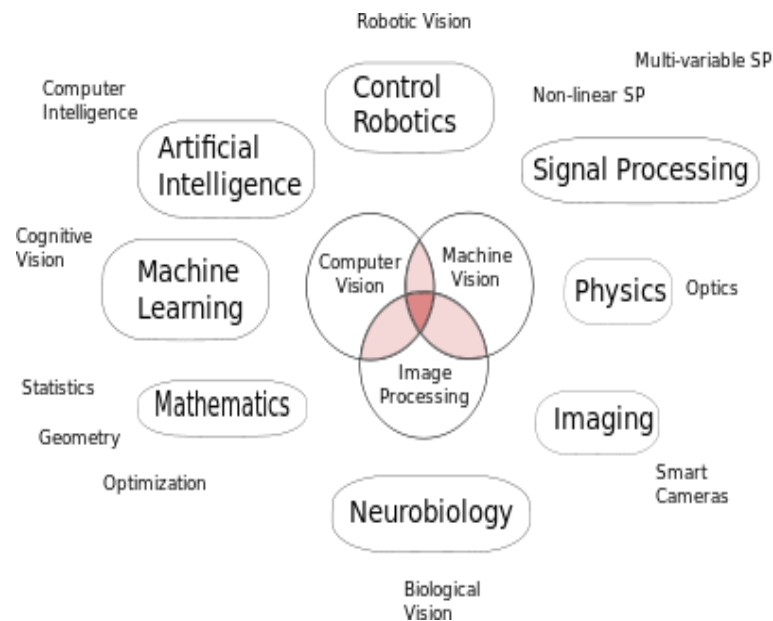 Robotic Vision
Multi-variable SP
Computer
Intelligence
Control
Robotics
Non-linear SP
Artificial
Intelligence
Signal Processing
Cognitive
Vision
Machine
Learning
Computer
Vision
Machine
Vision
Physics
Optics
Image
Processing
Statistics
Mathematics
Geometry
Optimization
Imaging
Smart
Cameras
Neurobiology
Biological
Vision